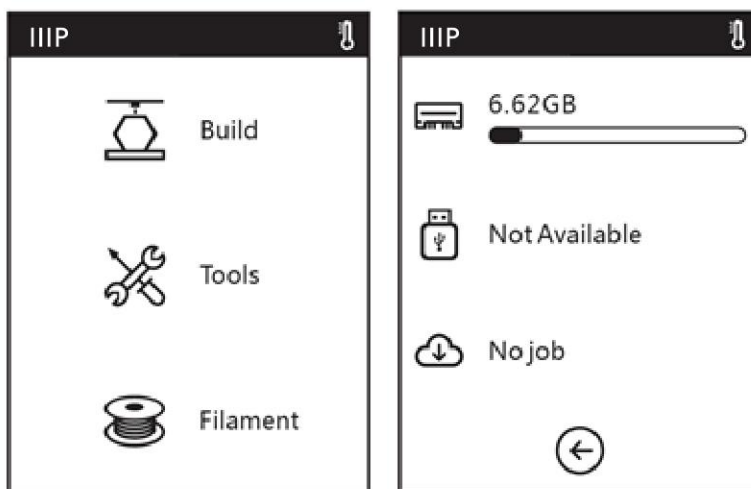 IIIP
Build
Tools
Filament
IIIP
6.62GB
Not Available
No job